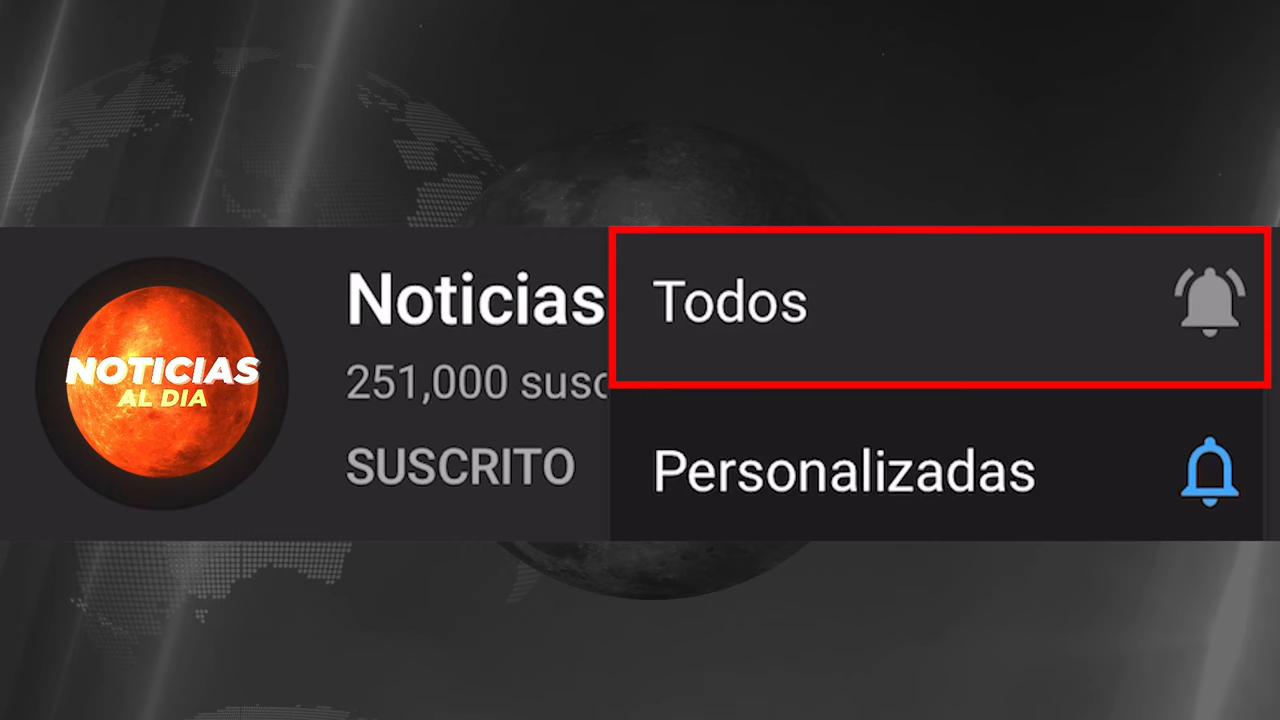 NOTICIAS
AL DIA
Noticias
251,000 susc
SUSCRITO
Todos
Personalizadas